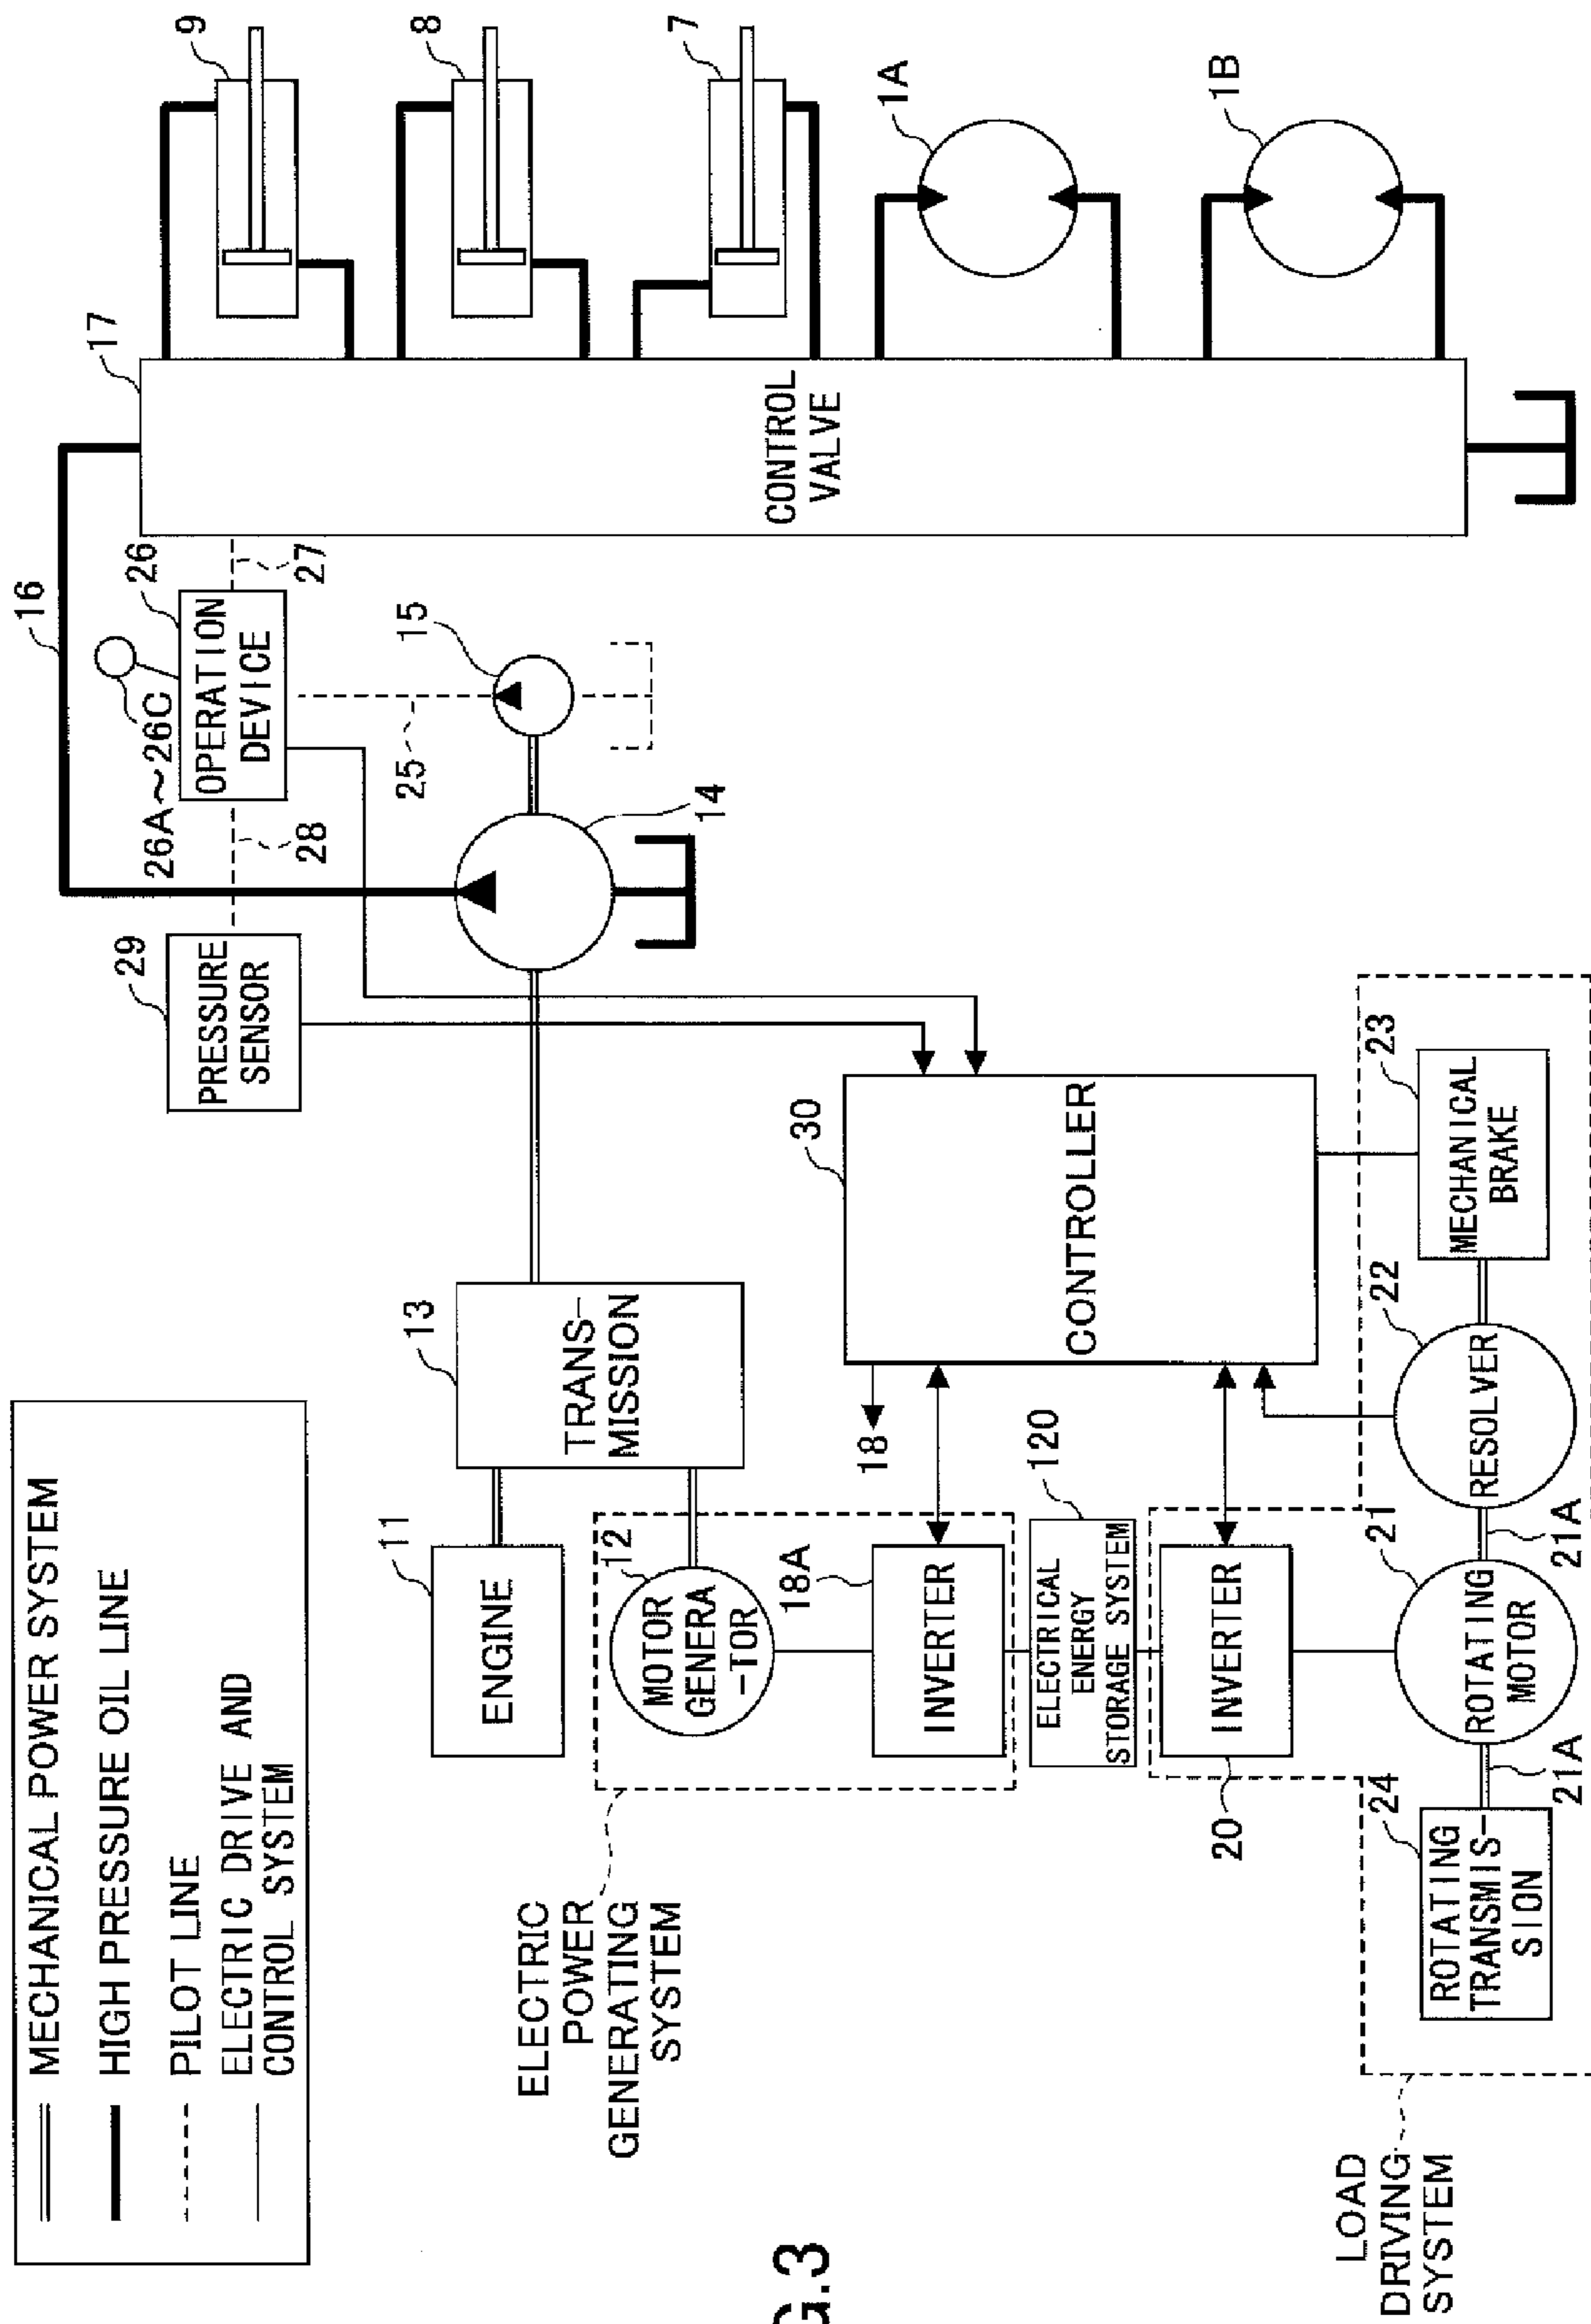 MECHANICAL POWER SYSTEM
HIGH PRESSURE OIL LINE
PILOT LINE
ELECTRIC DRIVE AND
CONTROL SYSTEM
16
17
9
8
7
1A
1B
29
PRESSURE
SENSOR
28
26A~26C
26
OPERATION
DEVICE
27
25
15
14
CONTROL
VALVE
11
ENGINE
13
TRANS-
MISSION
ELECTRIC
POWER
GENERATING
SYSTEM
12
MOTOR
GENERA
-TOR
18A
INVERTER
18
30
CONTROLLER
120
ELECTRICAL
ENERGY
STORAGE SYSTEM
20
INVERTER
LOAD
DRIVING
SYSTEM
24
ROTATING
TRANSMIS-
SION
21A
21
ROTATING
MOTOR
21A
22
RESOLVER
23
MECHANICAL
BRAKE
G.3